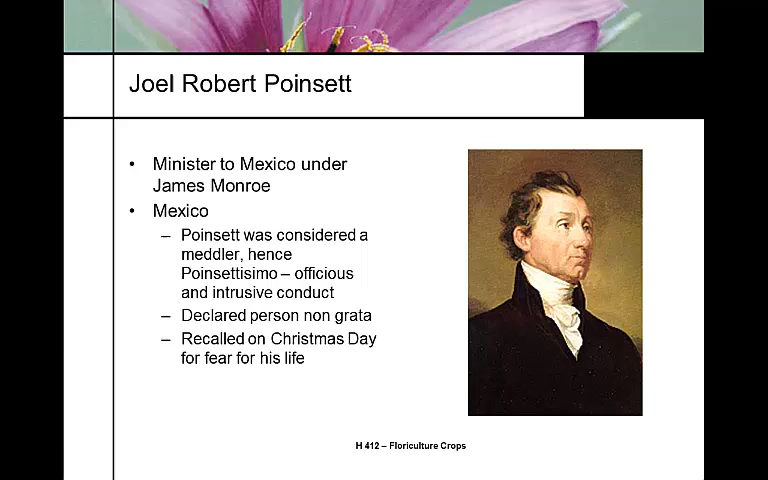 Joel Robert Poinsett
• Minister to Mexico under
James Monroe
• Mexico
– Poinsett was considered a
meddler, hence
Poinsettisimo – officious
and intrusive conduct
– Declared person non grata
– Recalled on Christmas Day
for fear for his life
H 412 – Floriculture Crops